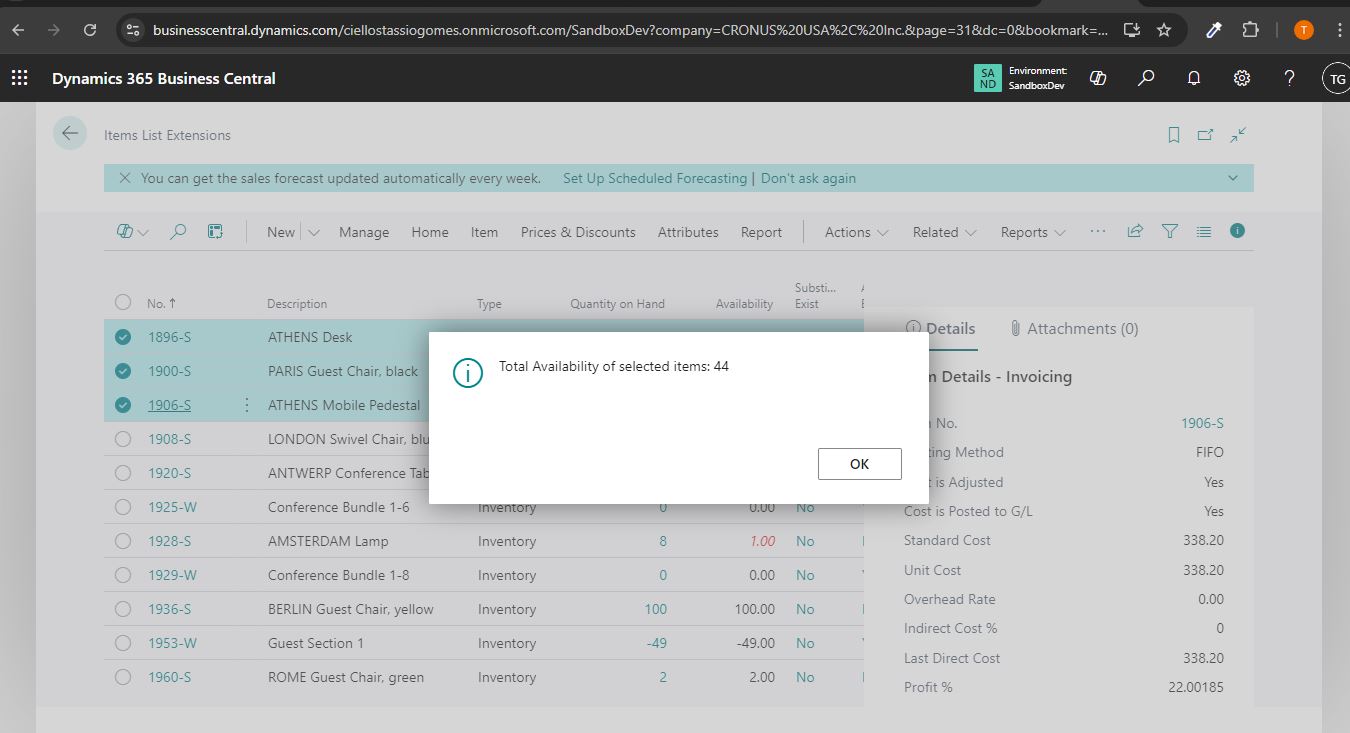 businesscentral.dynamics.com/ciellostassiogomes.onmicrosoft.com/SandboxDev?company=CRONUS%20USA%2C%20Inc.&page=31&dc=0&bookmark=...
T
Dynamics 365 Business Central
SA
ND
Environment:
SandboxDev
TG
Items List Extensions
You can get the sales forecast updated automatically every week. Set Up Scheduled Forecasting | Don't ask again
New Manage Home Item Prices & Discounts Attributes Report Actions Related Reports ...
No. ↑ Description Type Quantity on Hand Availability Substi... Exist
1896-S ATHENS Desk
1900-S PARIS Guest Chair, black
1906-S ATHENS Mobile Pedestal
1908-S LONDON Swivel Chair, blu
1920-S ANTWERP Conference Tab
1925-W Conference Bundle 1-6 Inventory 0 0.00 No
1928-S AMSTERDAM Lamp Inventory 8 1.00 No
1929-W Conference Bundle 1-8 Inventory 0 0.00 No
1936-S BERLIN Guest Chair, yellow Inventory 100 100.00 No
1953-W Guest Section 1 Inventory -49 -49.00 No
1960-S ROME Guest Chair, green Inventory 2 2.00 No
Total Availability of selected items: 44
OK
Details Attachments (0)
Details - Invoicing
No. 1906-S
Method FIFO
is Adjusted Yes
Cost is Posted to G/L Yes
Standard Cost 338.20
Unit Cost 338.20
Overhead Rate 0.00
Indirect Cost % 0
Last Direct Cost 338.20
Profit % 22.00185